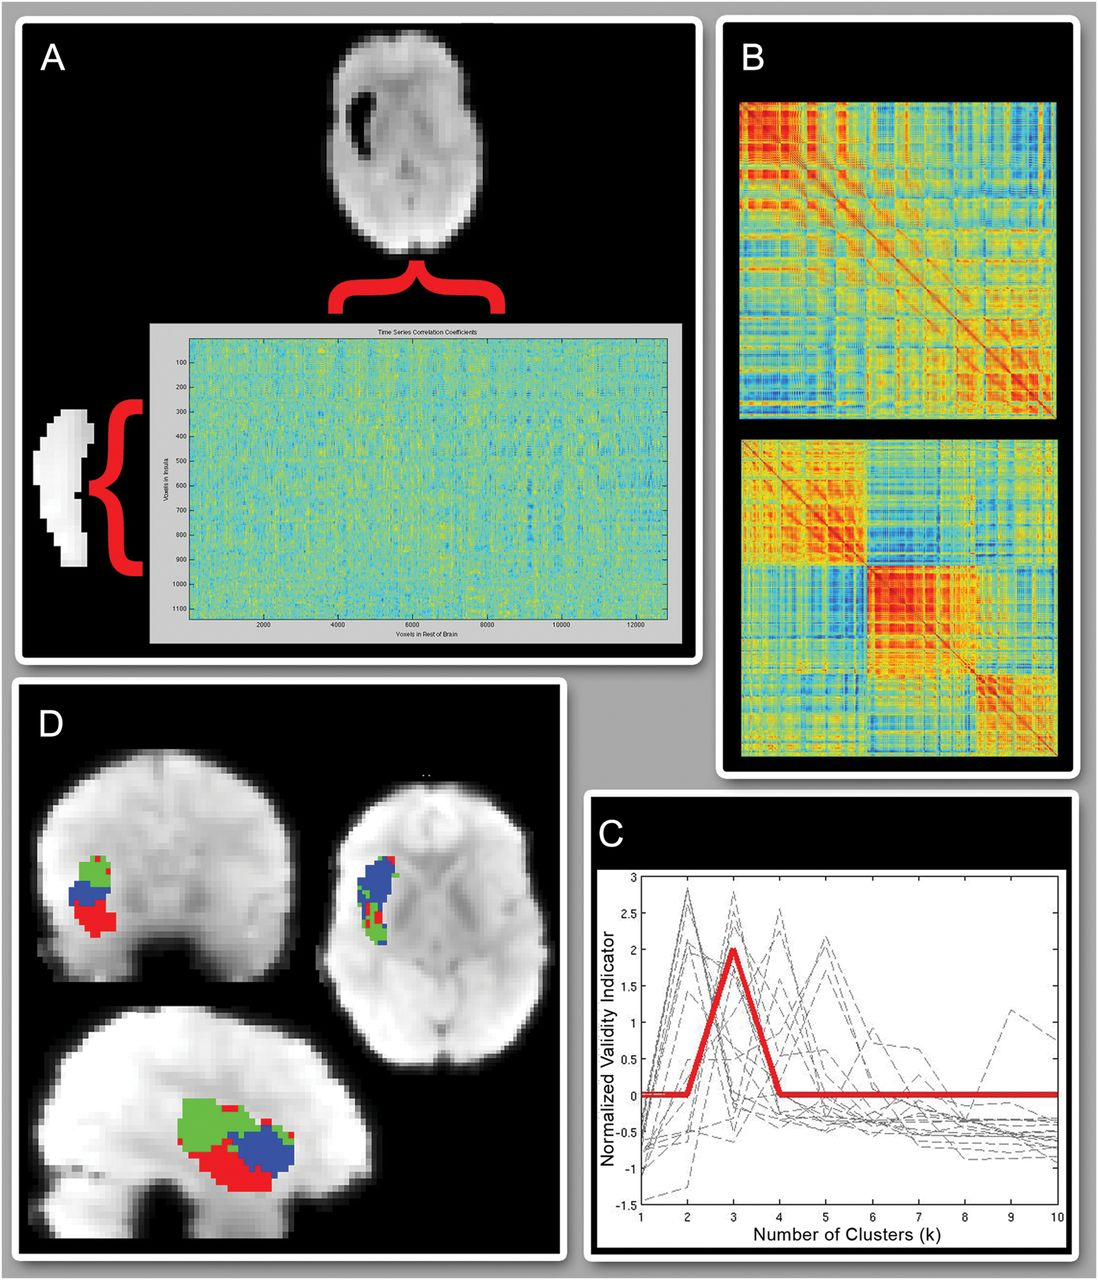 A
Time Series Correlation Coefficients
100
200
300
400
500
600
700
800
900
1000
1100
Voxels in Insula
2000 4000 6000 8000 10000 12000
Voxels in Rest of Brain
B
D
C
3
2.5
2
1.5
1
0.5
0
-0.5
-1
-1.5
Normalized Validity Indicator
1 2 3 4 5 6 7 8 9 10
Number of Clusters (k)